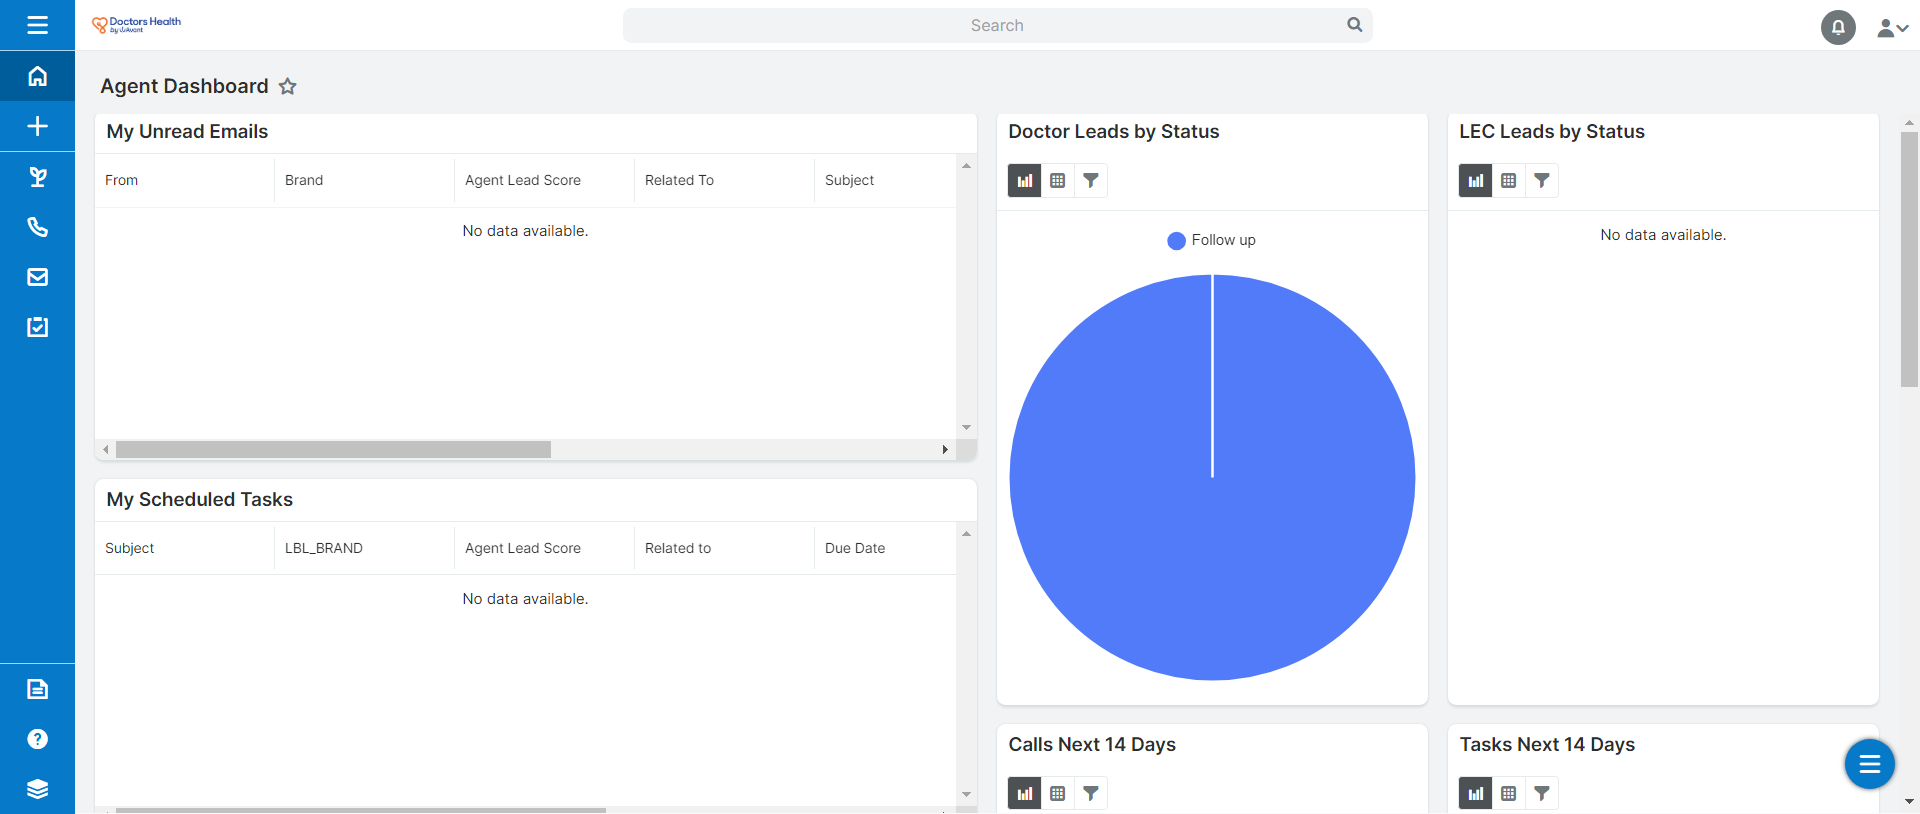 Doctors Health
by Avant
Search
Agent Dashboard
My Unread Emails
From
Brand
Agent Lead Score
Related To
Subject
No data available.
Doctor Leads by Status
Follow up
LEC Leads by Status
No data available.
My Scheduled Tasks
Subject
LBL_BRAND
Agent Lead Score
Related to
Due Date
No data available.
Calls Next 14 Days
Tasks Next 14 Days